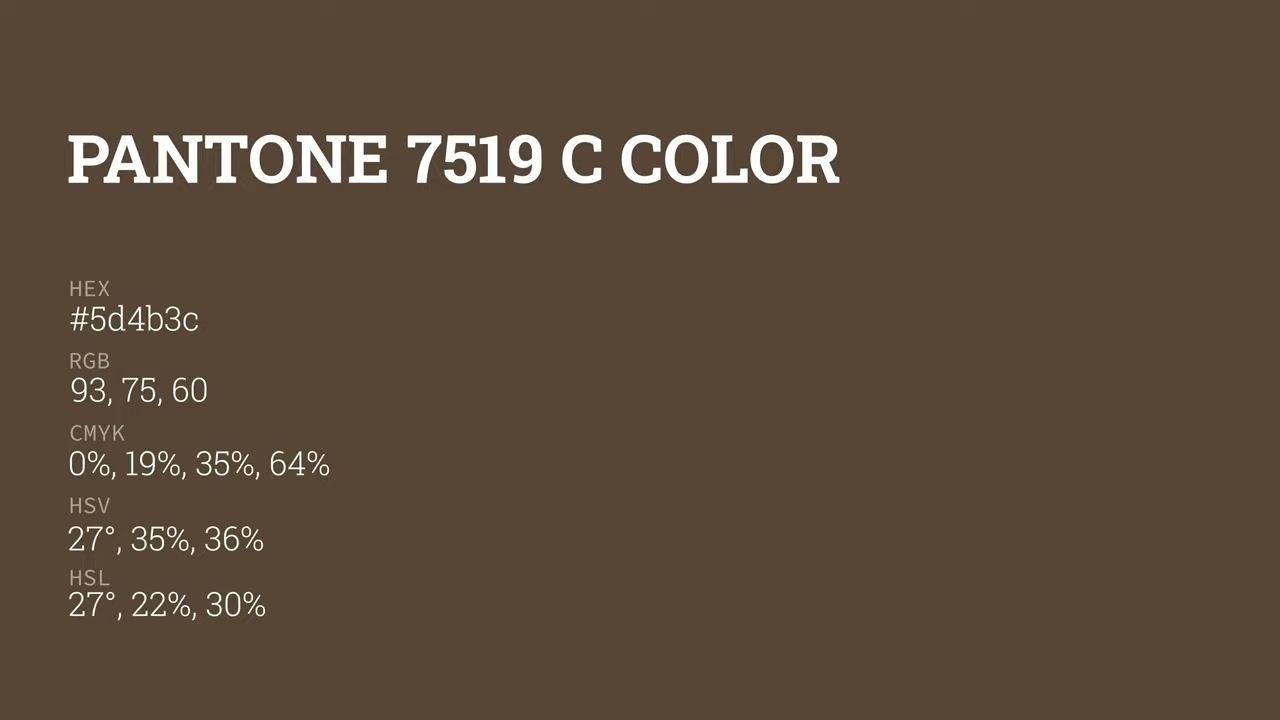 PANTONE 7519 C COLOR
HEX
#5d4b3c
RGB
93, 75, 60
CMYK
0%, 19%, 35%, 64%
HSV
27°, 35%, 36%
HSL
27°, 22%, 30%